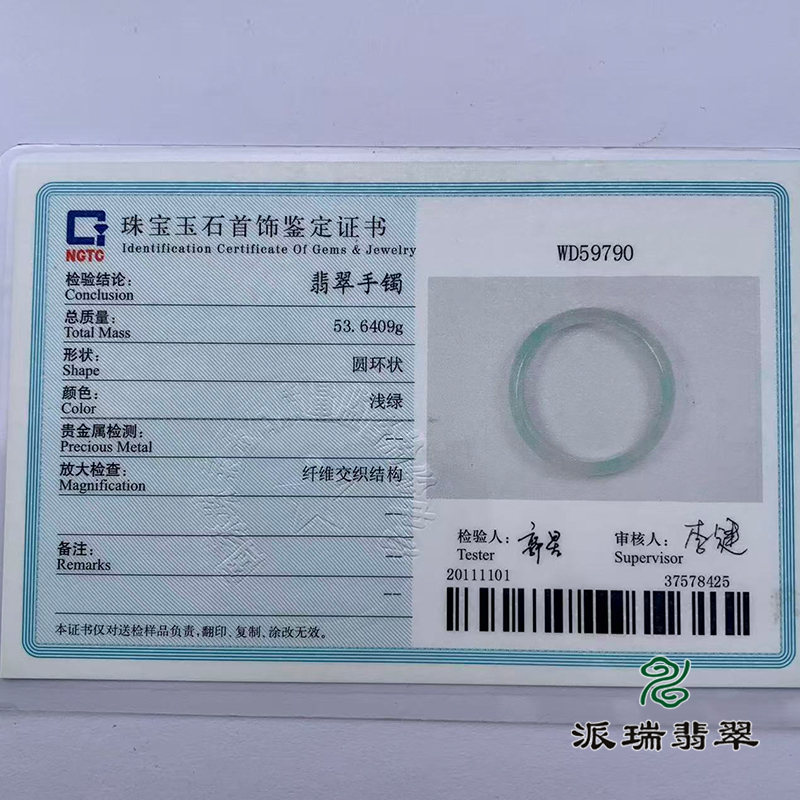 NGTC
珠宝玉石首饰鉴定证书
Identification Certificate Of Gems & Jewelry
检验结论: 翡翠手镯
Conclusion
总质量: 53.6409g
Total Mass
形状: 圆环状
Shape
颜色: 浅绿
Color
贵金属检测: --
Precious Metal
放大检查: 纤维交织结构
Magnification
--
备注: --
Remarks
--
本证书仅对送检样品负责,翻印、复制、涂改无效。
WD59790
检验人:
Tester
审核人: 李健
Supervisor
20111101 37578425
派瑞翡翠